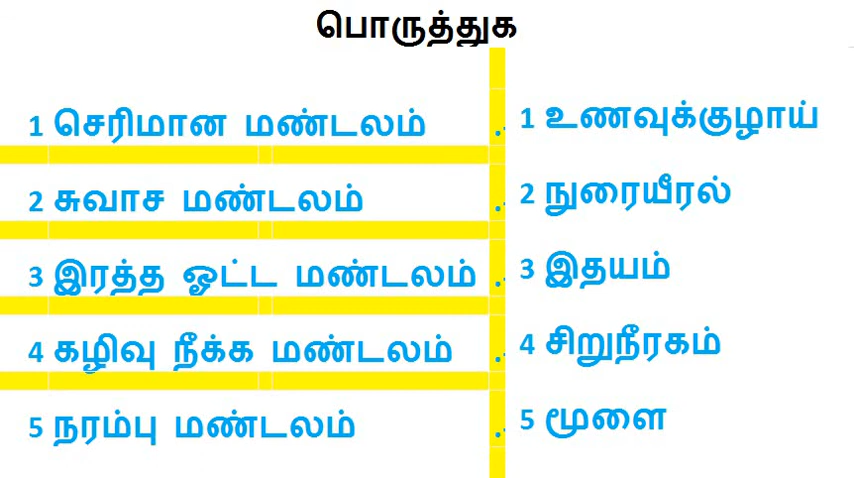 பொருத்துக
1 செரிமான மண்டலம்
1 உணவுக்குழாய்
2 சுவாச மண்டலம்
2 நுரையீரல்
3 இரத்த ஓட்ட மண்டலம்
3 இதயம்
4 கழிவு நீக்க மண்டலம்
4 சிறுநீரகம்
5 நரம்பு மண்டலம்
5 மூளை